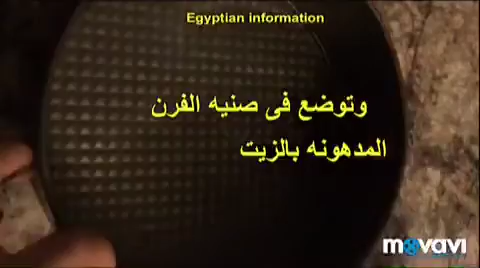 Egyptian information
وتوضع فى صنيه الفرن
المدهونه بالزيت
movavi